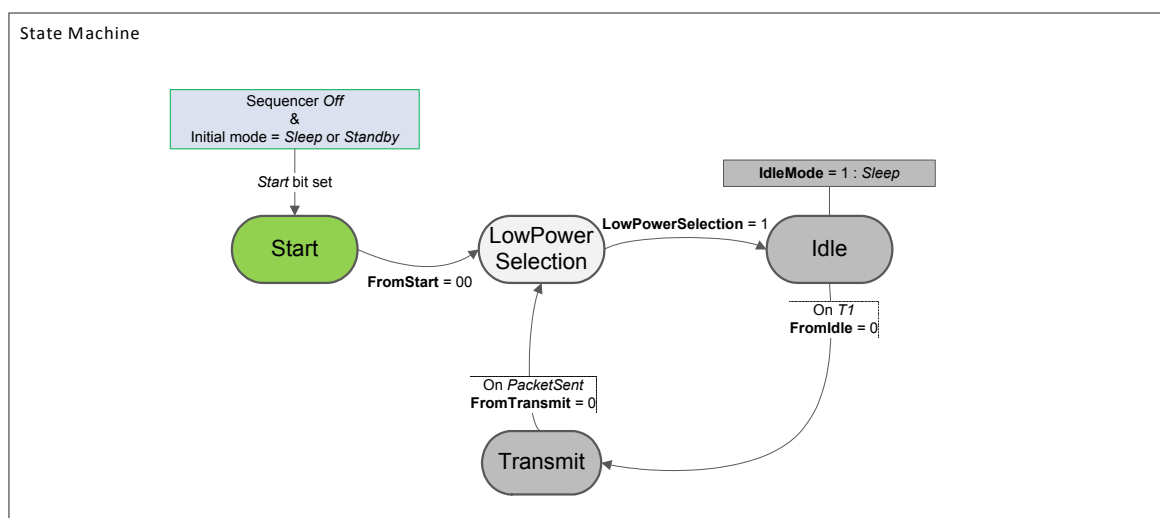 State Machine
Sequencer Off
&
Initial mode = Sleep or Standby
Start bit set
IdleMode = 1 : Sleep
Start
FromStart = 00
LowPower
Selection
LowPowerSelection = 1
Idle
On T1
FromIdle = 0
On PacketSent
FromTransmit = 0
Transmit